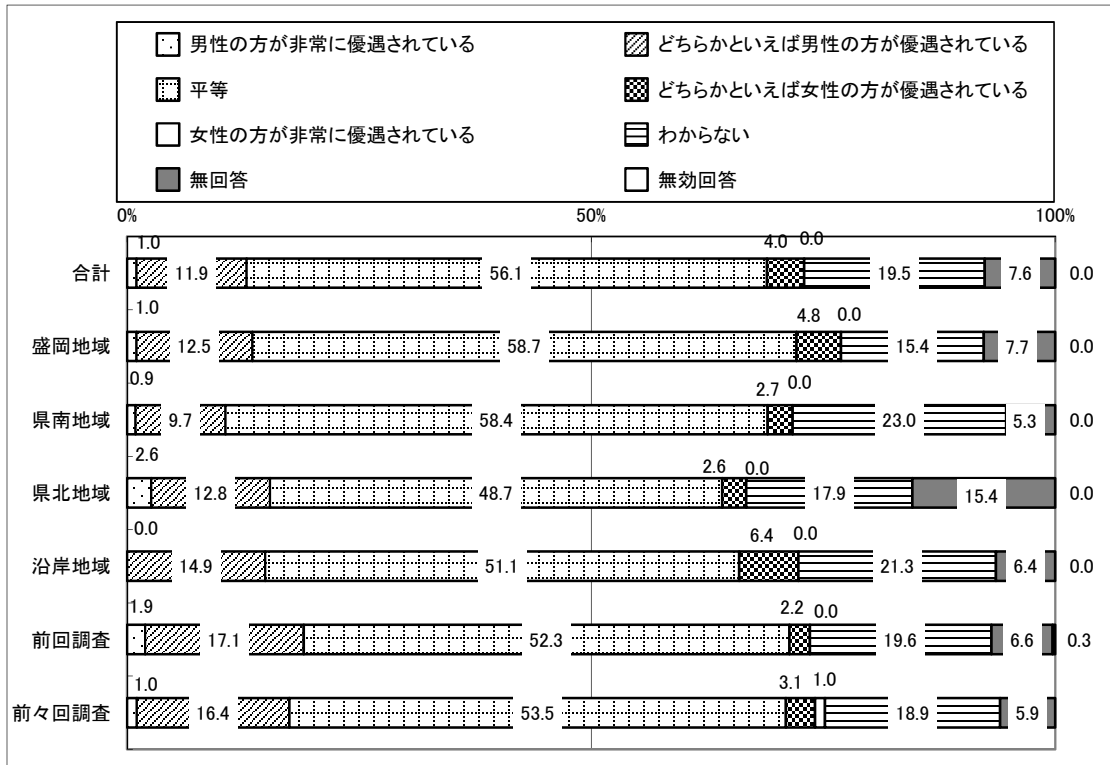 男性の方が非常に優遇されている どちらかといえば男性の方が優遇されている
平等 どちらかといえば女性の方が優遇されている
女性の方が非常に優遇されている わからない
無回答 無効回答
0% 50% 100%
1.0 4.0 0.0
合計 11.9 56.1 19.5 7.6 0.0
1.0 4.8 0.0
盛岡地域 12.5 58.7 15.4 7.7 0.0
0.9 2.7 0.0
県南地域 9.7 58.4 23.0 5.3 0.0
2.6 2.6 0.0
県北地域 12.8 48.7 17.9 15.4 0.0
0.0 6.4 0.0
沿岸地域 14.9 51.1 21.3 6.4 0.0
1.9 2.2 0.0
前回調査 17.1 52.3 19.6 6.6 0.3
1.0 3.1 1.0
前々回調査 16.4 53.5 18.9 5.9